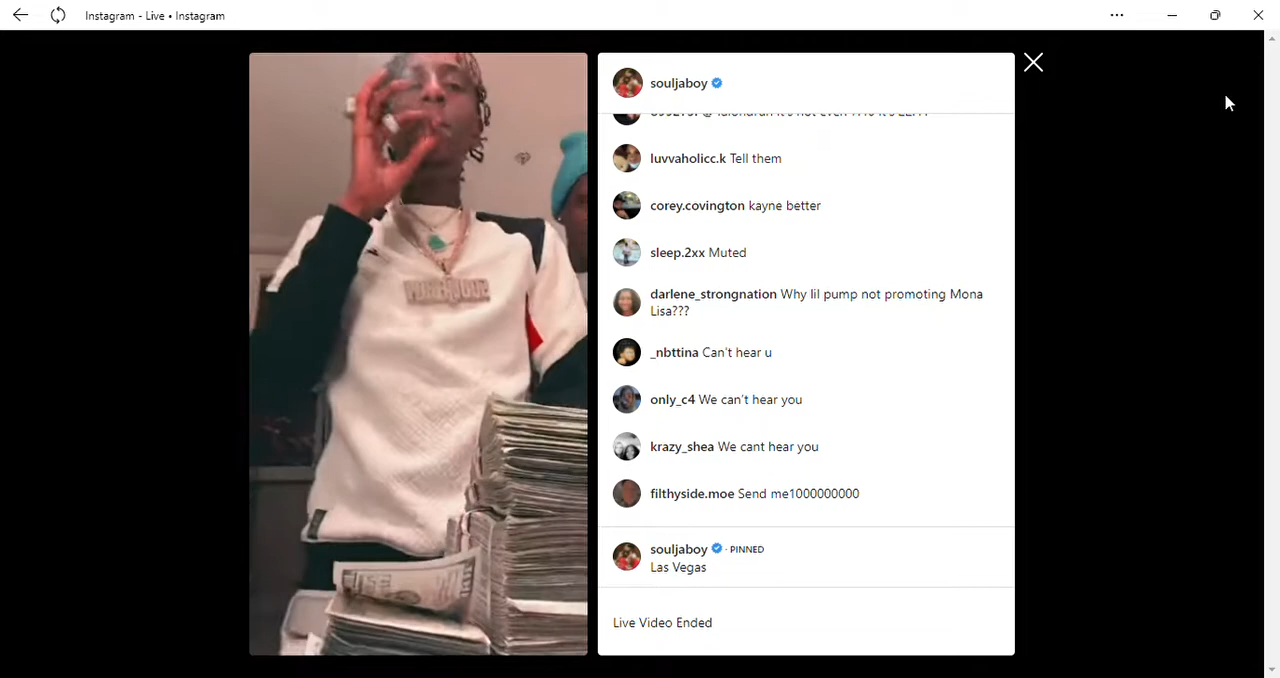 Instagram - Live • Instagram
souljaboy
luvvaholicc.k Tell them
corey.covington kayne better
sleep.2xx Muted
darlene_strongnation Why lil pump not promoting Mona
Lisa???
_nbttina Can't hear u
only_c4 We can't hear you
krazy_shea We cant hear you
filthyside.moe Send me1000000000
souljaboy · PINNED
Las Vegas
Live Video Ended